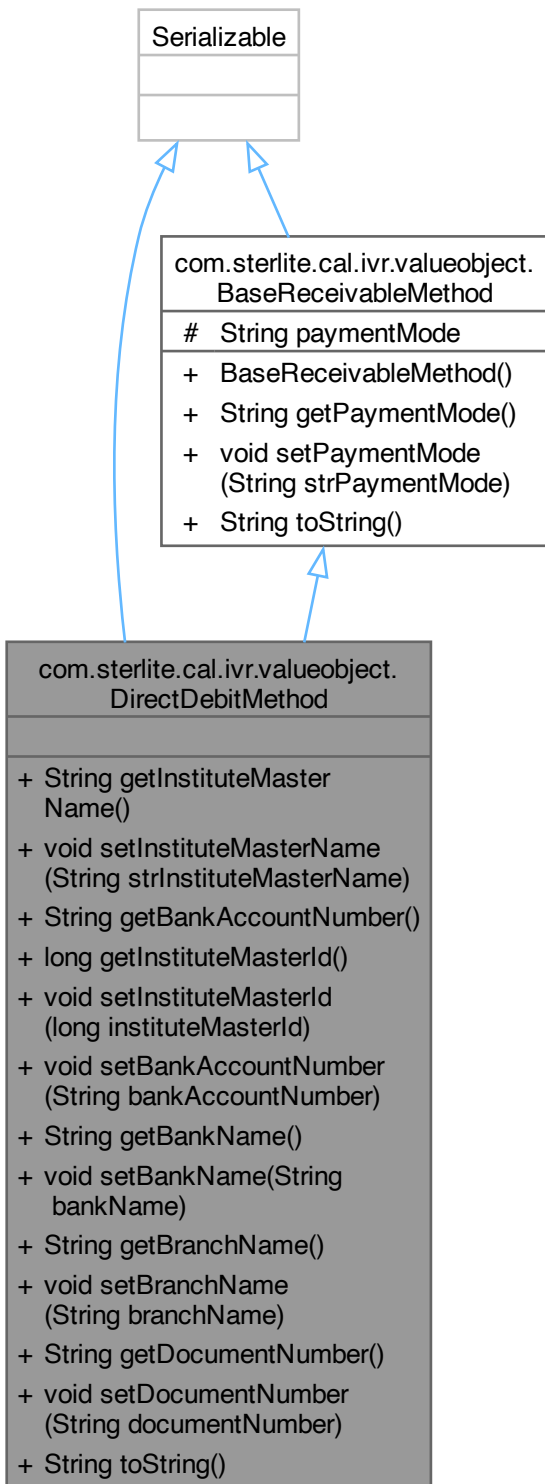 Serializable
com.sterlite.cal.ivr.valueobject.
BaseReceivableMethod
# String paymentMode
+ BaseReceivableMethod()
+ String getPaymentMode()
+ void setPaymentMode
(String strPaymentMode)
+ String toString()
com.sterlite.cal.ivr.valueobject.
DirectDebitMethod
+ String getInstituteMaster
Name()
+ void setInstituteMasterName
(String strInstituteMasterName)
+ String getBankAccountNumber()
+ long getInstituteMasterId()
+ void setInstituteMasterId
(long instituteMasterId)
+ void setBankAccountNumber
(String bankAccountNumber)
+ String getBankName()
+ void setBankName(String
bankName)
+ String getBranchName()
+ void setBranchName
(String branchName)
+ String getDocumentNumber()
+ void setDocumentNumber
(String documentNumber)
+ String toString()